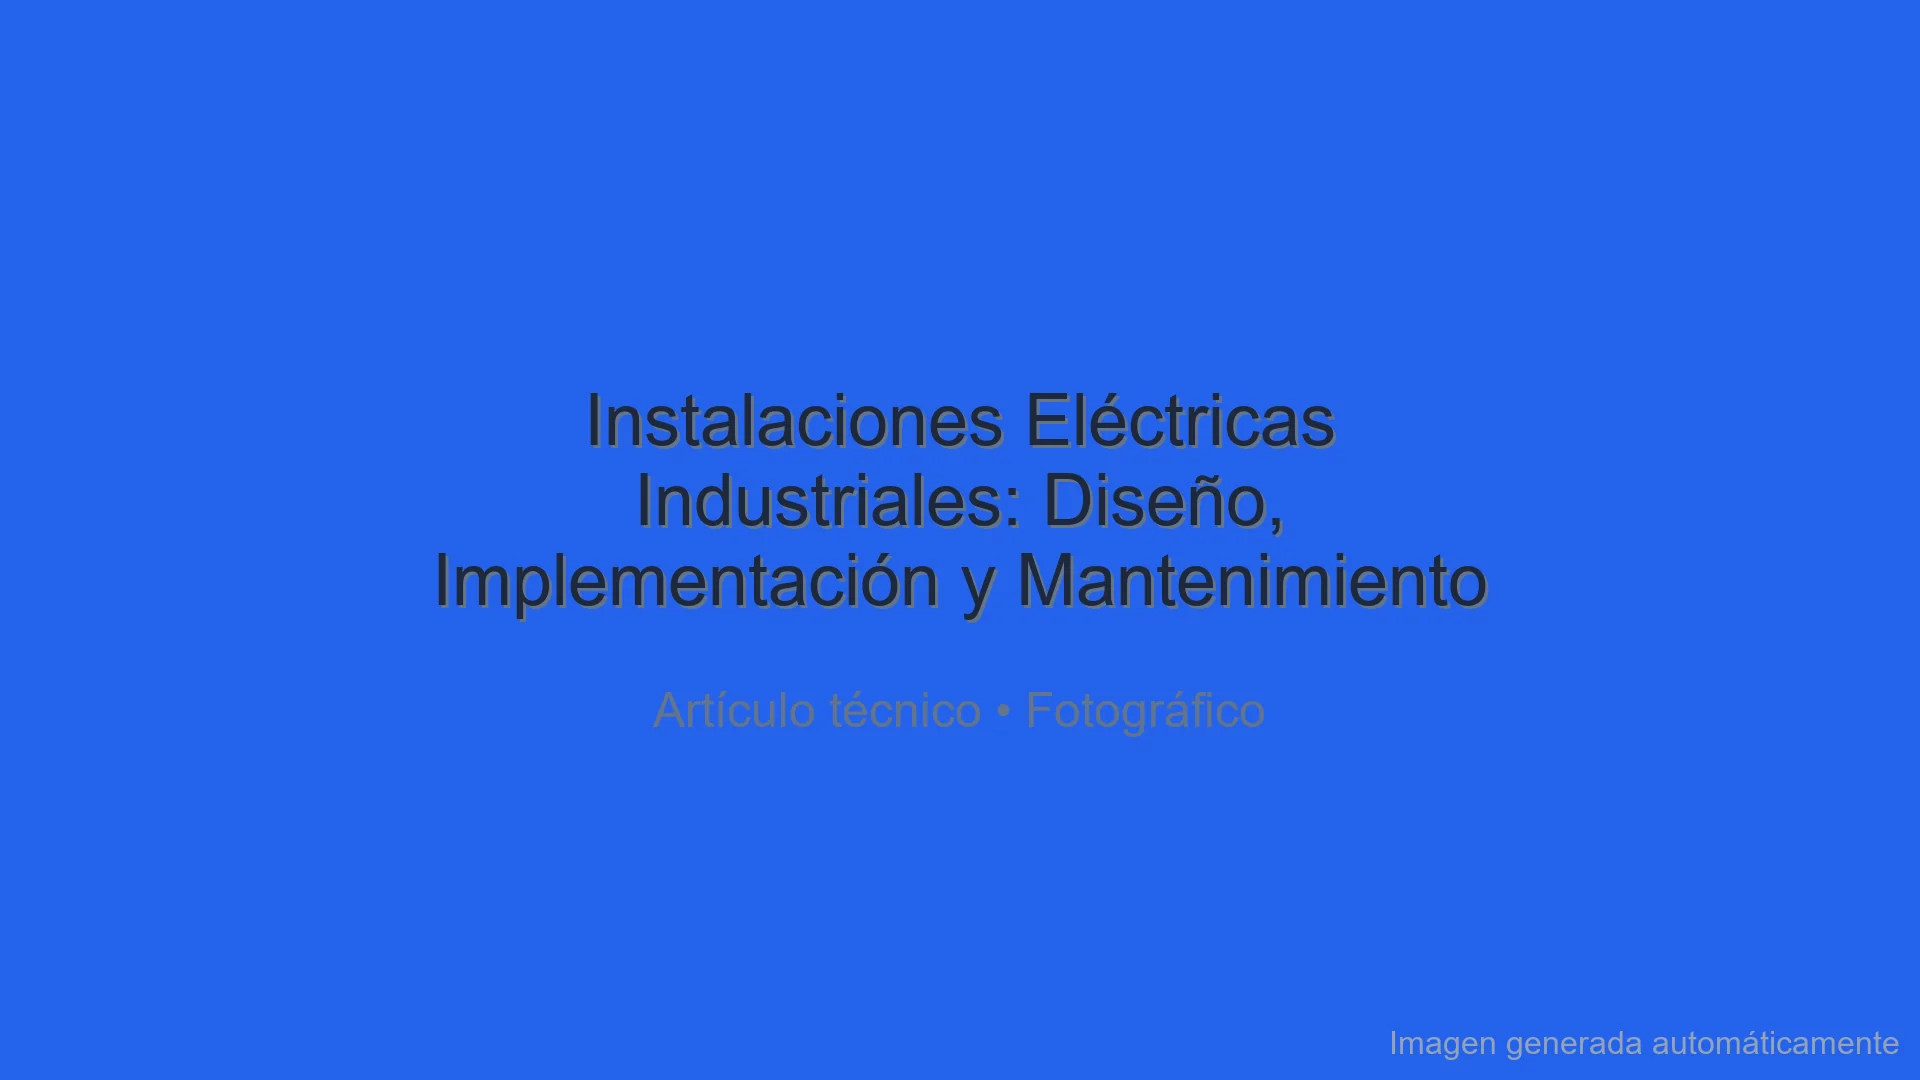 Instalaciones Eléctricas
Industriales: Diseño,
Implementación y Mantenimiento
Artículo técnico • Fotográfico
Imagen generada automáticamente